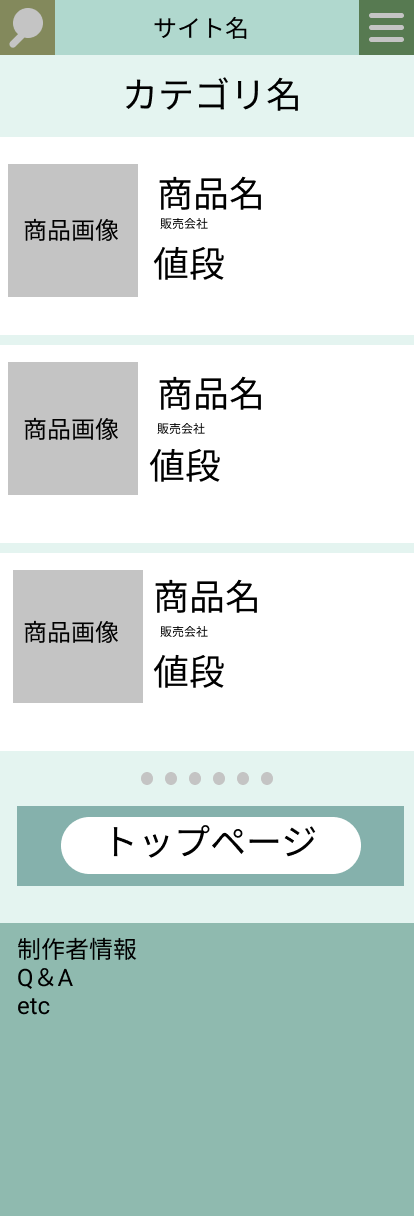 サイト名
カテゴリ名
商品画像
商品名
販売会社
値段
商品画像
商品名
販売会社
値段
商品画像
商品名
販売会社
値段
トップページ
制作者情報
Q＆A
etc